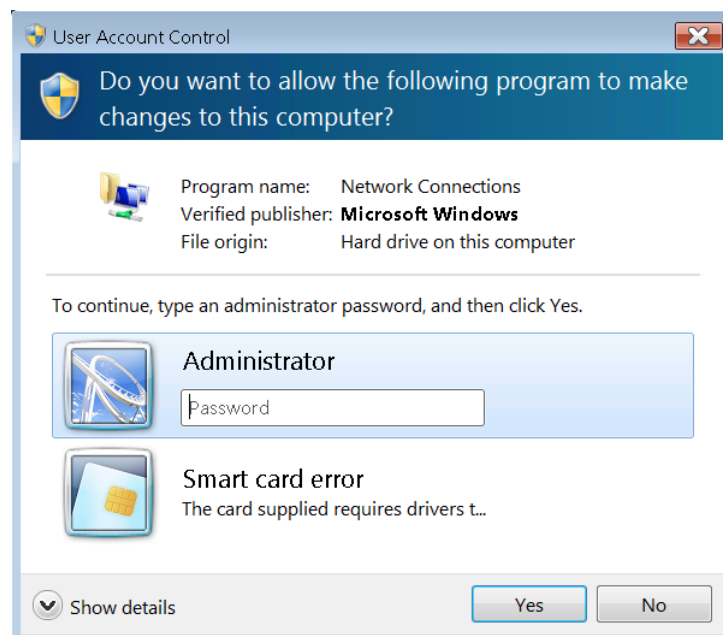 User Account Control
Do you want to allow the following program to make
changes to this computer?
Program name: Network Connections
Verified publisher: Microsoft Windows
File origin: Hard drive on this computer
To continue, type an administrator password, and then click Yes.
Administrator
Password
Smart card error
The card supplied requires drivers t...
Show details
Yes
No